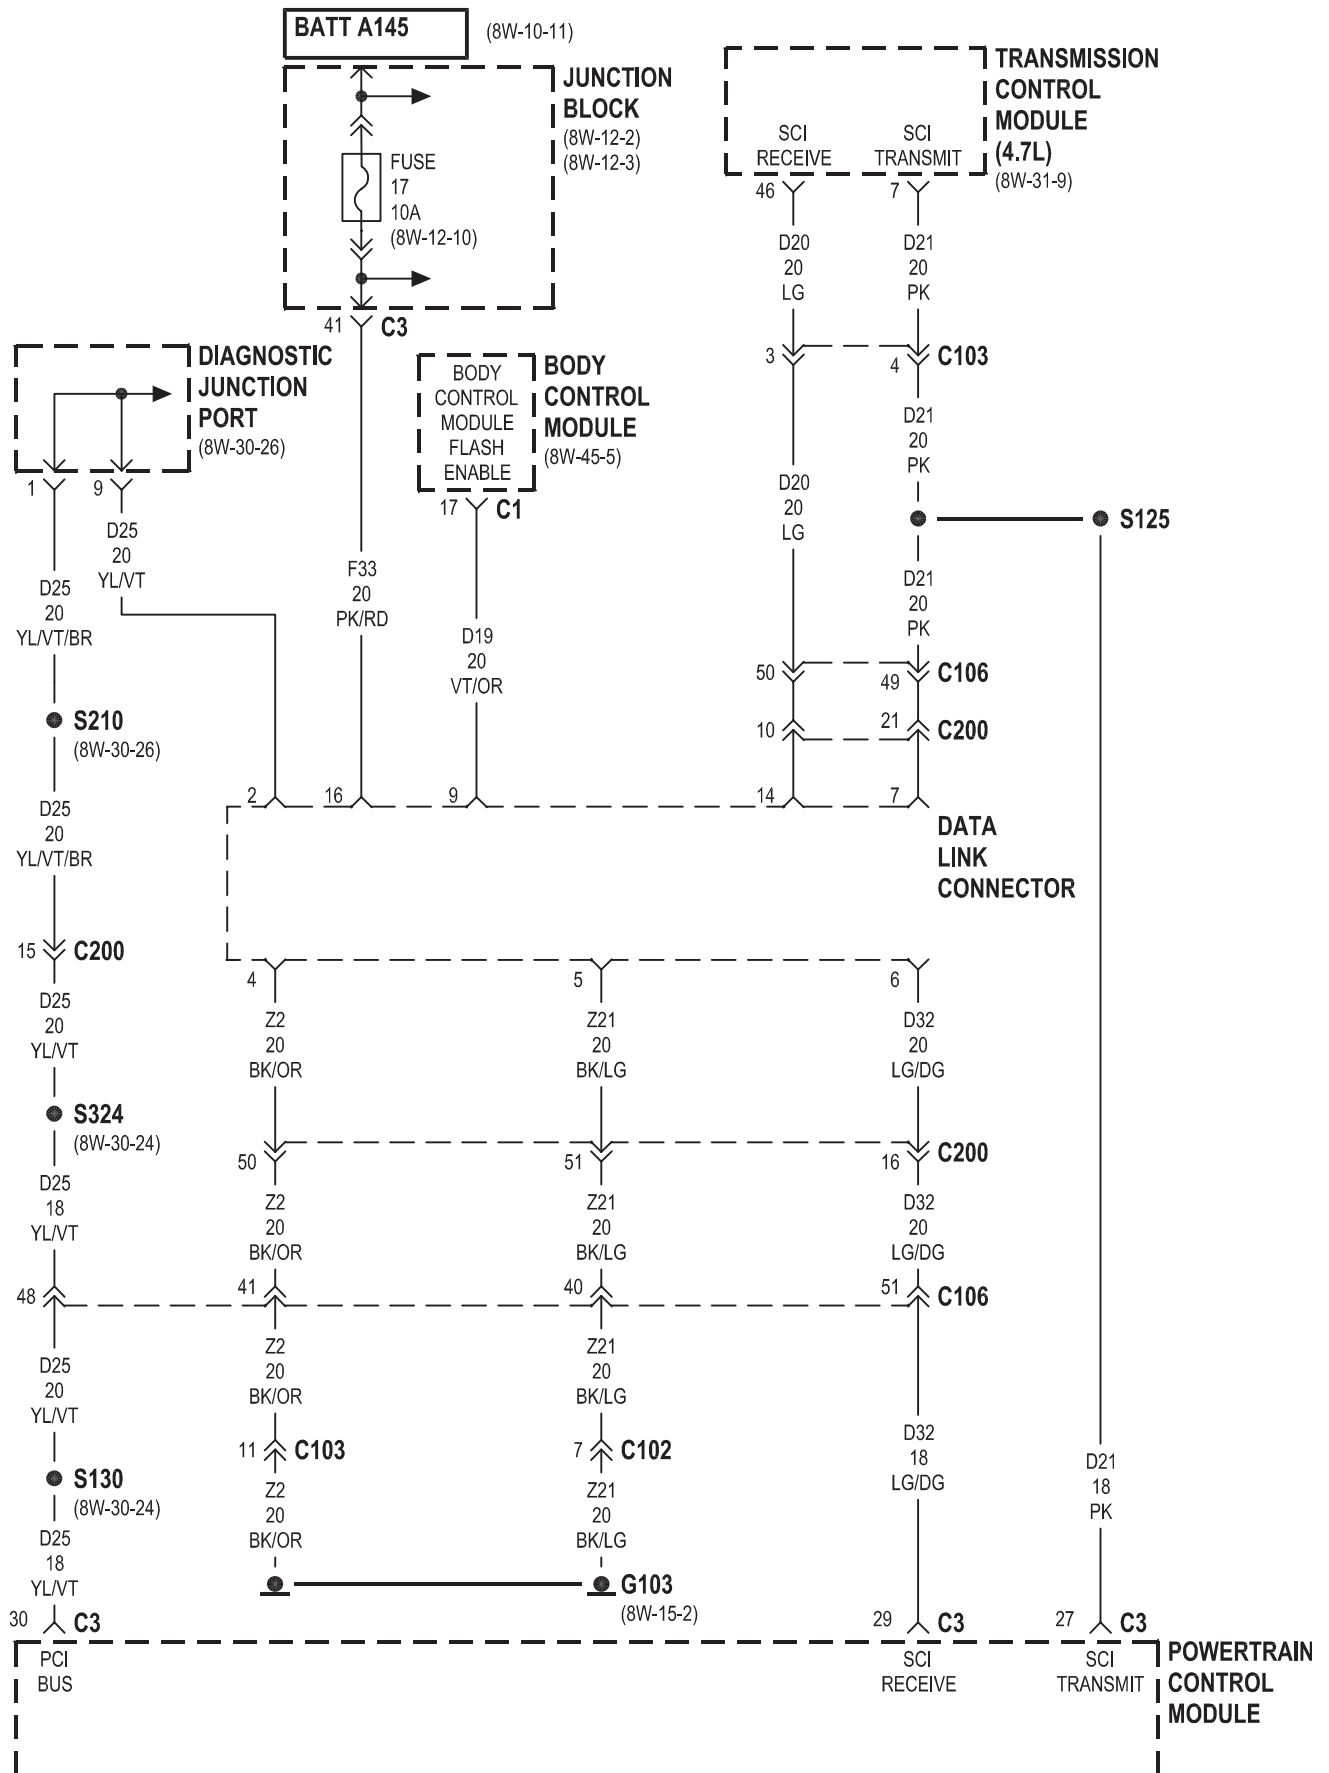 BATT A145
(8W-10-11)
JUNCTION
BLOCK
(8W-12-2)
(8W-12-3)
FUSE
17
10A
(8W-12-10)
41
C3
TRANSMISSION
CONTROL
MODULE
(4.7L)
(8W-31-9)
SCI
RECEIVE
SCI
TRANSMIT
46
7
D20
20
LG
D21
20
PK
3
4
C103
D21
20
PK
D20
20
LG
S125
D21
20
PK
50
49
C106
10
21
C200
DIAGNOSTIC
JUNCTION
PORT
(8W-30-26)
1
9
D25
20
YL/VT
D25
20
YL/VT/BR
BODY
CONTROL
MODULE
FLASH
ENABLE
BODY
CONTROL
MODULE
(8W-45-5)
17
C1
F33
20
PK/RD
D19
20
VT/OR
S210
(8W-30-26)
D25
20
YL/VT/BR
2
16
9
14
7
DATA
LINK
CONNECTOR
15
C200
4
5
6
D25
20
YL/VT
Z2
20
BK/OR
Z21
20
BK/LG
D32
20
LG/DG
S324
(8W-30-24)
50
51
16
C200
D25
18
YL/VT
Z2
20
BK/OR
Z21
20
BK/LG
D32
20
LG/DG
48
41
40
51
C106
D25
20
YL/VT
Z2
20
BK/OR
Z21
20
BK/LG
D32
18
LG/DG
D21
18
PK
11
C103
7
C102
S130
(8W-30-24)
Z2
20
BK/OR
Z21
20
BK/LG
D25
18
YL/VT
G103
(8W-15-2)
30
C3
29
C3
27
C3
PCI
BUS
SCI
RECEIVE
SCI
TRANSMIT
POWERTRAIN
CONTROL
MODULE